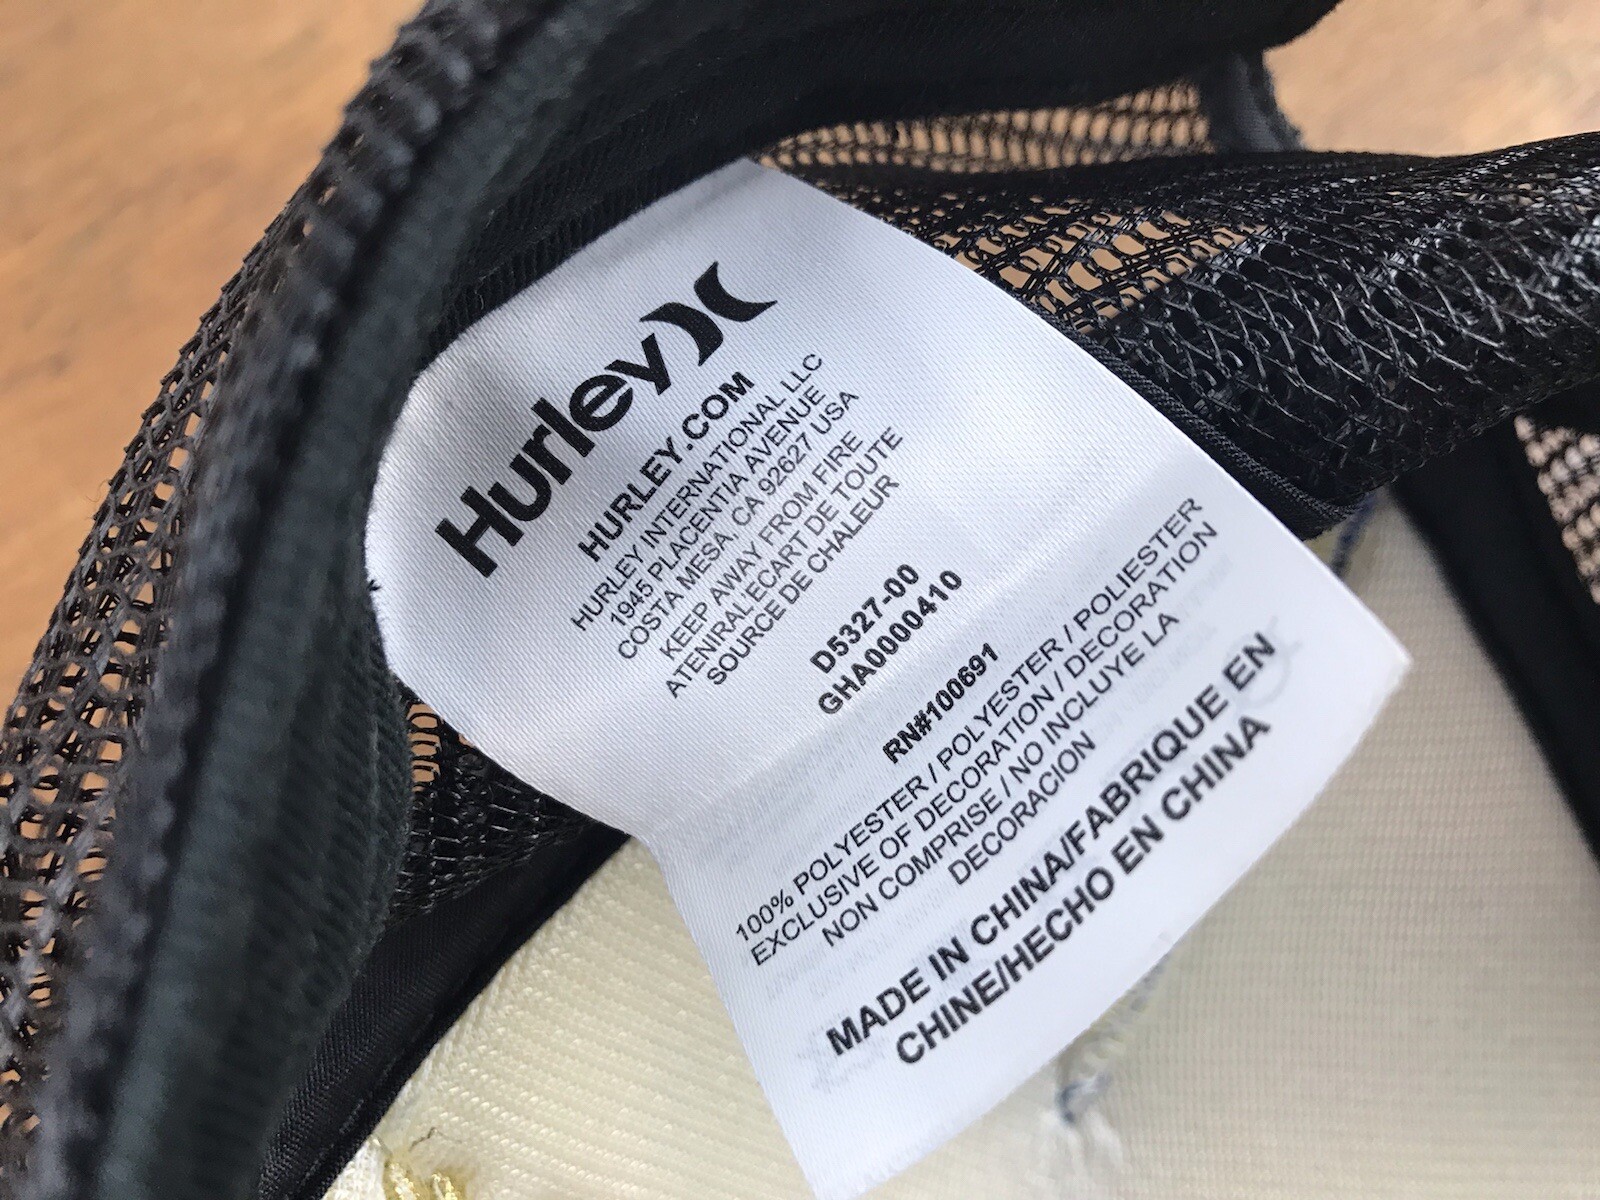 Hurley
HURLEY.COM
HURLEY INTERNATIONAL, LLC
1945 PLACENTIA AVENUE
COSTA MESA, CA 92627 USA
KEEP AWAY FROM FIRE
ATENIRAL ECART DE TOUTE
SOURCE DE CHALEUR
D5327-00
GHA0000410
RN#100691
100% POLYESTER / POLYESTER / POLIESTER
EXCLUSIVE OF DECORATION / DECORATION
NON COMPRISE / NO INCLUYE LA
DECORACION
MADE IN CHINA/FABRIQUE EN
CHINE/HECHO EN CHINA